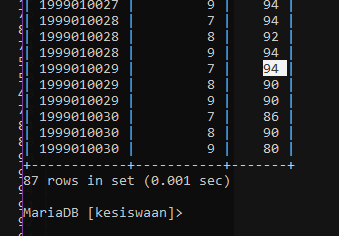 | 1999010027 | 9 | 94 |
| 1999010028 | 7 | 94 |
| 1999010028 | 8 | 92 |
| 1999010028 | 9 | 94 |
| 1999010029 | 7 | 94 |
| 1999010029 | 8 | 90 |
| 1999010029 | 9 | 90 |
| 1999010030 | 7 | 86 |
| 1999010030 | 8 | 90 |
| 1999010030 | 9 | 80 |
+------------+----------+-------+
87 rows in set (0.001 sec)
MariaDB [kesiswaan]>